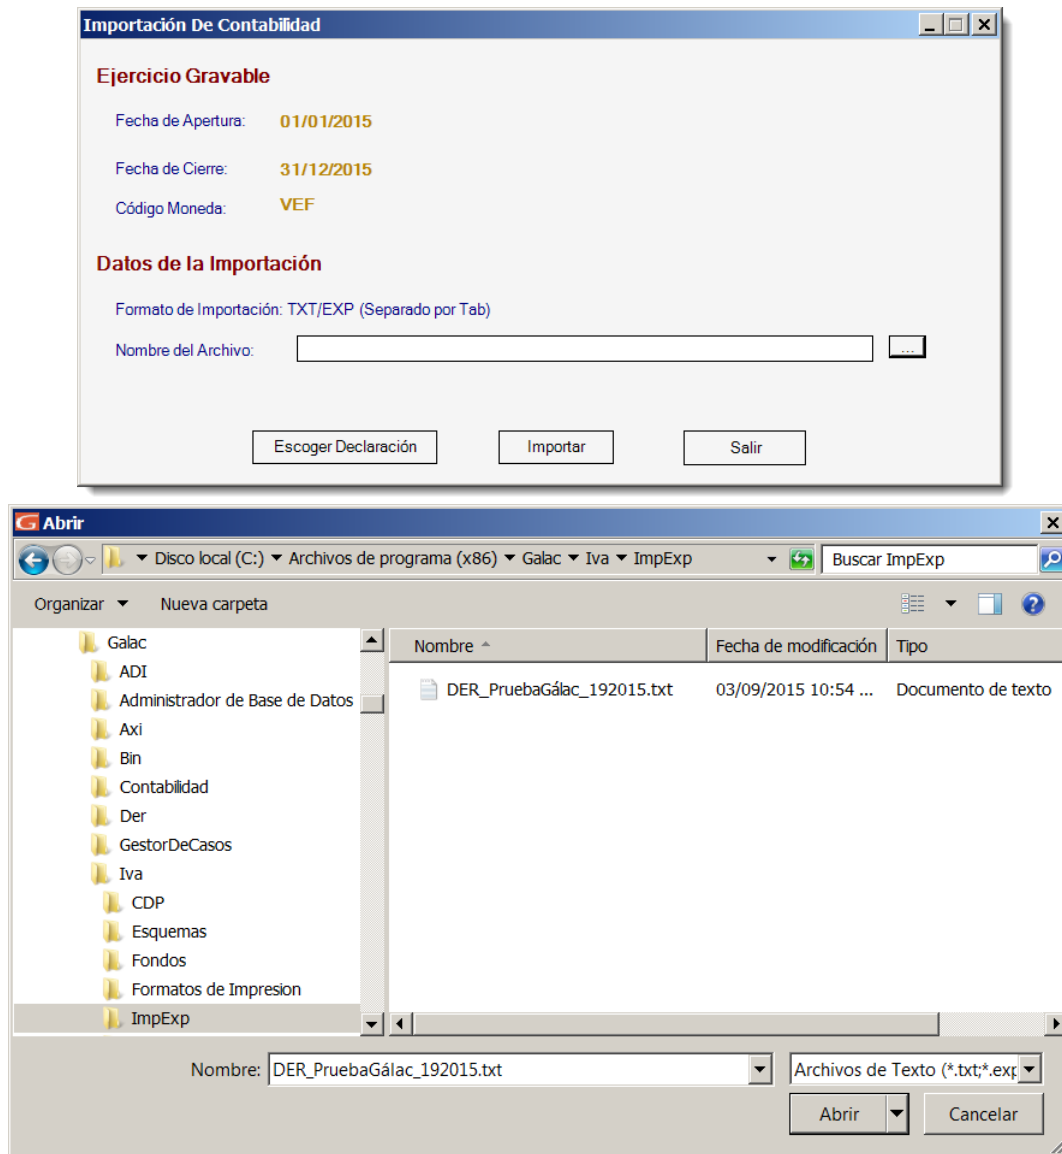 Importación De Contabilidad
Ejercicio Gravable
Fecha de Apertura: 01/01/2015
Fecha de Cierre: 31/12/2015
Código Moneda: VEF
Datos de la Importación
Formato de Importación: TXT/EXP (Separado por Tab)
Nombre del Archivo: ...
Escoger Declaración Importar Salir
G Abrir
Disco local (C:) Archivos de programa (x86) Galac Iva ImpExp Buscar ImpExp
Organizar Nueva carpeta
Galac
ADI
Administrador de Base de Datos
Axi
Bin
Contabilidad
Der
GestorDeCasos
Iva
CDP
Esquemas
Fondos
Formatos de Impresion
ImpExp
Nombre Fecha de modificación Tipo
DER_PruebaGálac_192015.txt 03/09/2015 10:54 ... Documento de texto
Nombre: DER_PruebaGálac_192015.txt Archivos de Texto (*.txt;*.exp
Abrir Cancelar